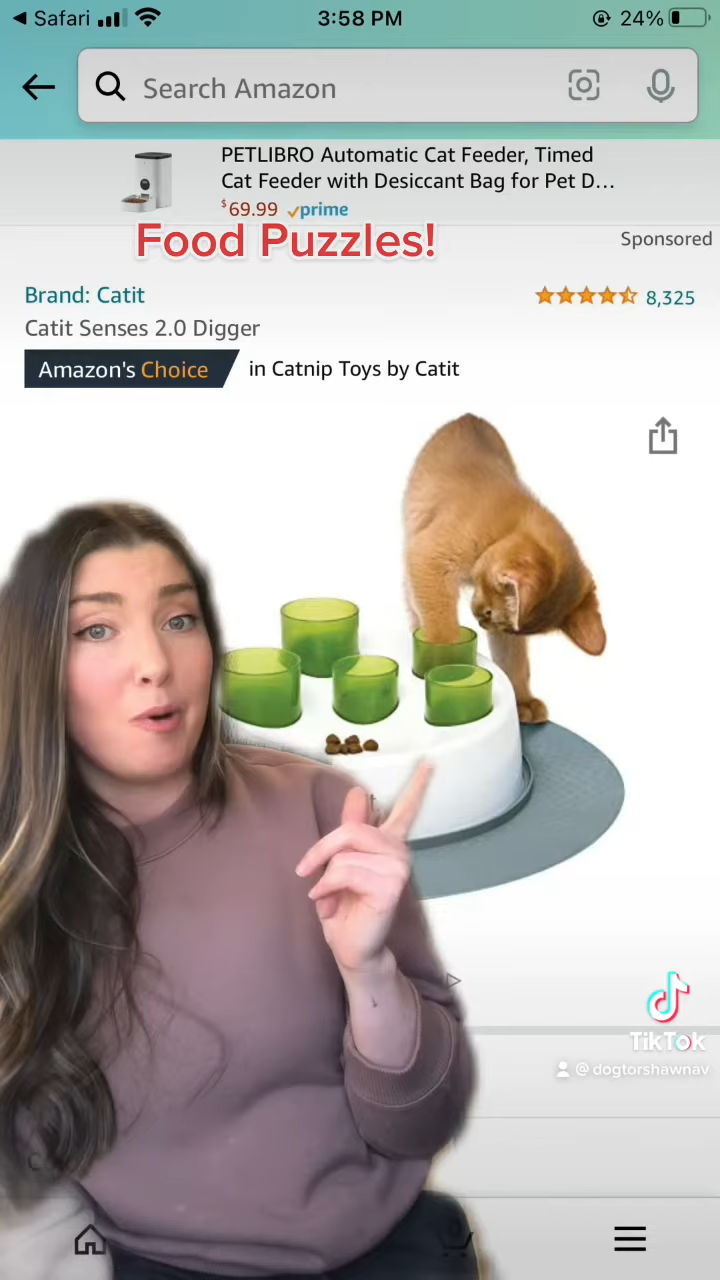 Safari
3:58 PM
24%
Search Amazon
PETLIBRO Automatic Cat Feeder, Timed
Cat Feeder with Desiccant Bag for Pet D...
$69.99 prime
Food Puzzles!
Sponsored
Brand: Catit
8,325
Catit Senses 2.0 Digger
Amazon's Choice in Catnip Toys by Catit
TikTok
@dogtorshawnav